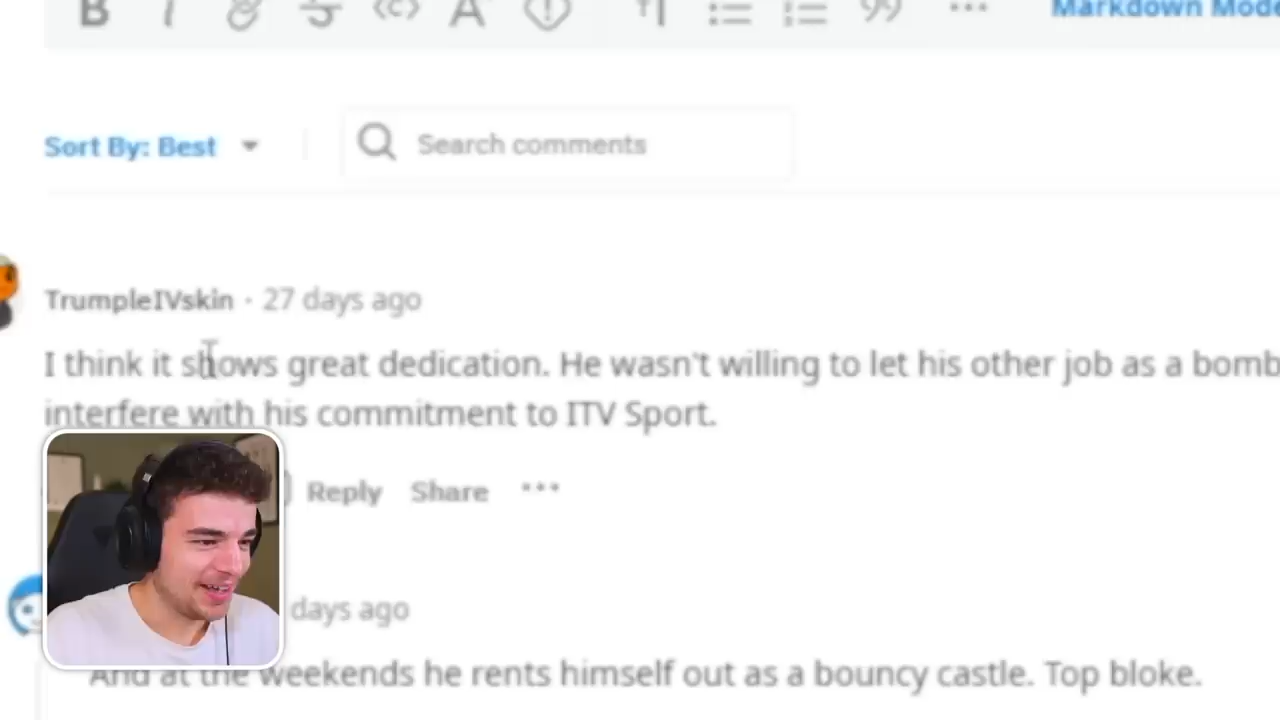 Markdown Mode
Sort By: Best
Search comments
TrumpleIVskin · 27 days ago
I think it shows great dedication. He wasn't willing to let his other job as a bomb
interfere with his commitment to ITV Sport.
Reply Share ...
days ago
And at the weekends he rents himself out as a bouncy castle. Top bloke.